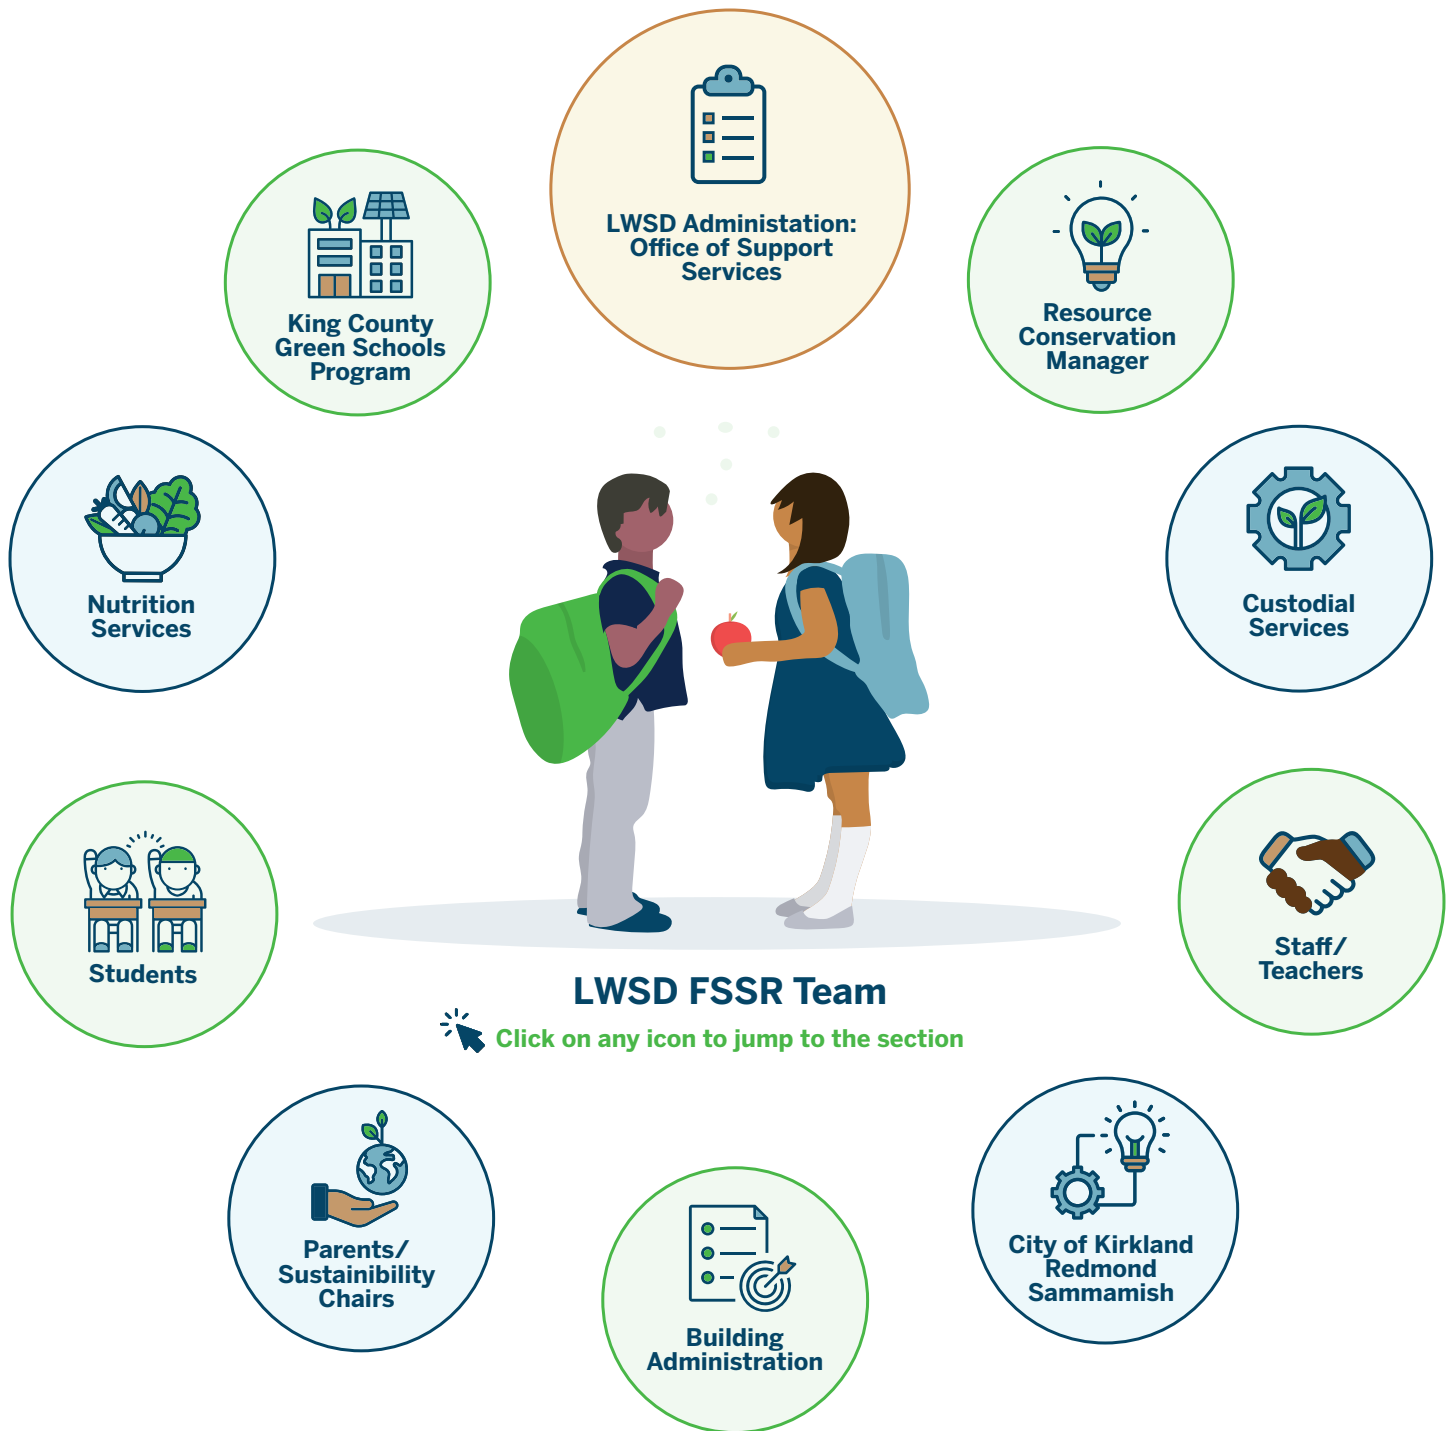 LWSD Administation:
Office of Support
Services
King County
Green Schools
Program
Resource
Conservation
Manager
Nutrition
Services
Custodial
Services
Students
Staff/
Teachers
LWSD FSSR Team
Click on any icon to jump to the section
Parents/
Sustainibility
Chairs
Building
Administration
City of Kirkland
Redmond
Sammamish